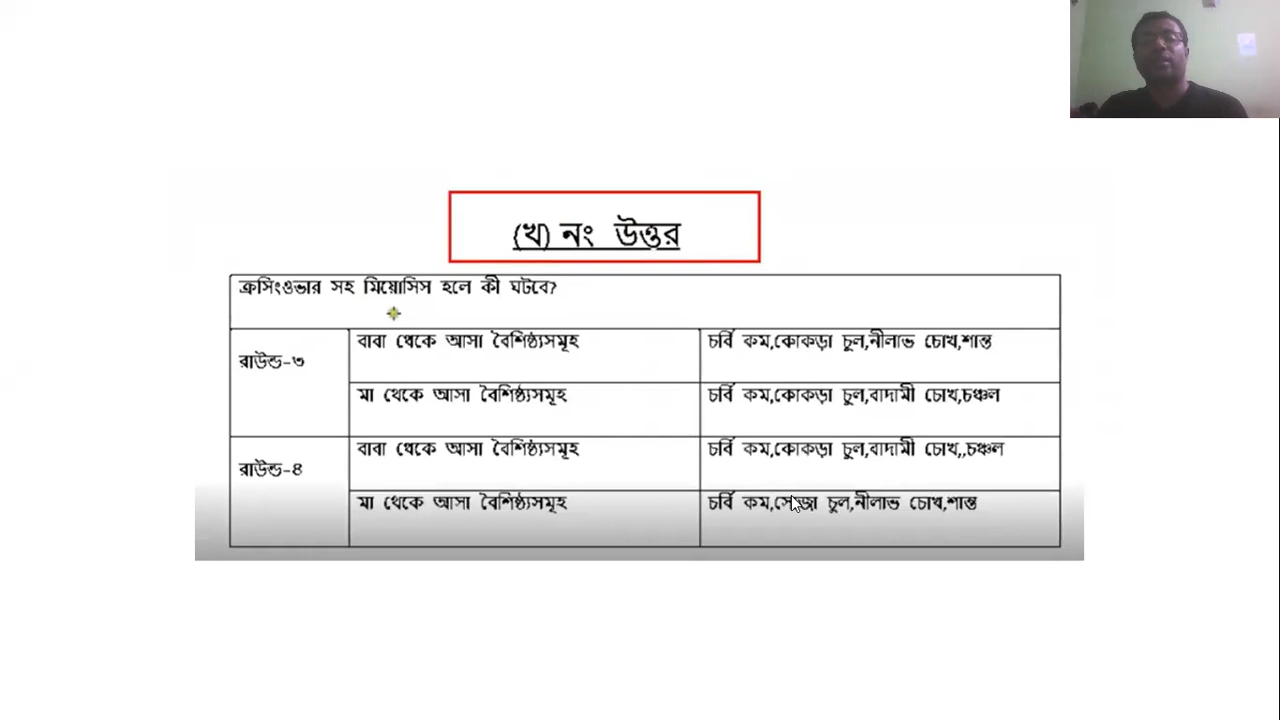 (খ) নং উত্তর
ক্রসিংওভার সহ মিয়োসিস হলে কী ঘটবে?
রাউন্ড-৩
বাবা থেকে আসা বৈশিষ্ঠ্যসমূহ
চর্বি কম,কোকড়া চুল,নীলাভ চোখ,শান্ত
মা থেকে আসা বৈশিষ্ঠ্যসমূহ
চর্বি কম,কোকড়া চুল,বাদামী চোখ,চঞ্চল
রাউন্ড-৪
বাবা থেকে আসা বৈশিষ্ঠ্যসমূহ
চর্বি কম,কোকড়া চুল,বাদামী চোখ,,চঞ্চল
মা থেকে আসা বৈশিষ্ঠ্যসমূহ
চর্বি কম,সোজা চুল,নীলাভ চোখ,শান্ত